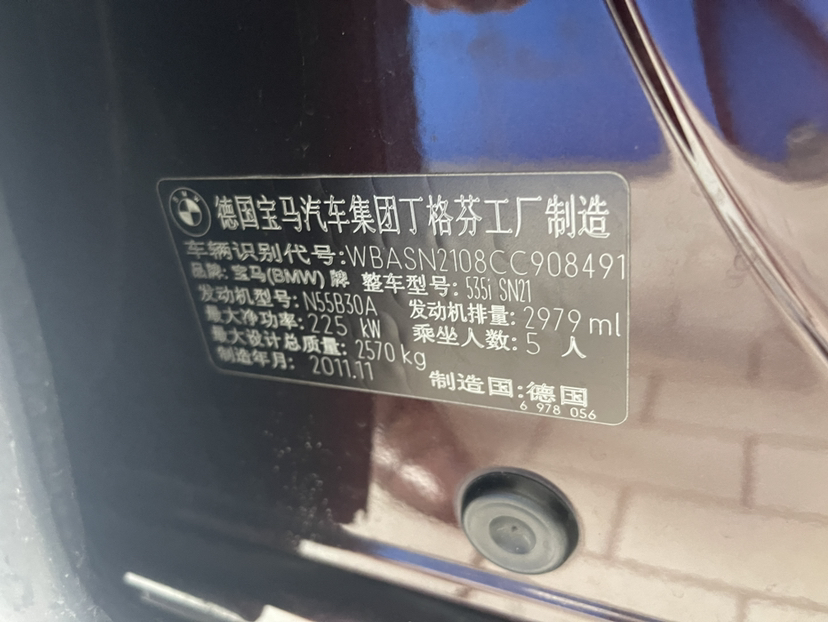 德国宝马汽车集团丁格芬工厂制造
车辆识别代号:WBASN2108CC908491
品牌: 宝马(BMW) 牌 整车型号: 535i SN21
发动机型号: N55B30A 发动机排量: 2979 ml
最大净功率: 225 kW 乘坐人数: 5 人
最大设计总质量: 2570 kg
制造年月: 2011.11 制造国:德国
6 978 056